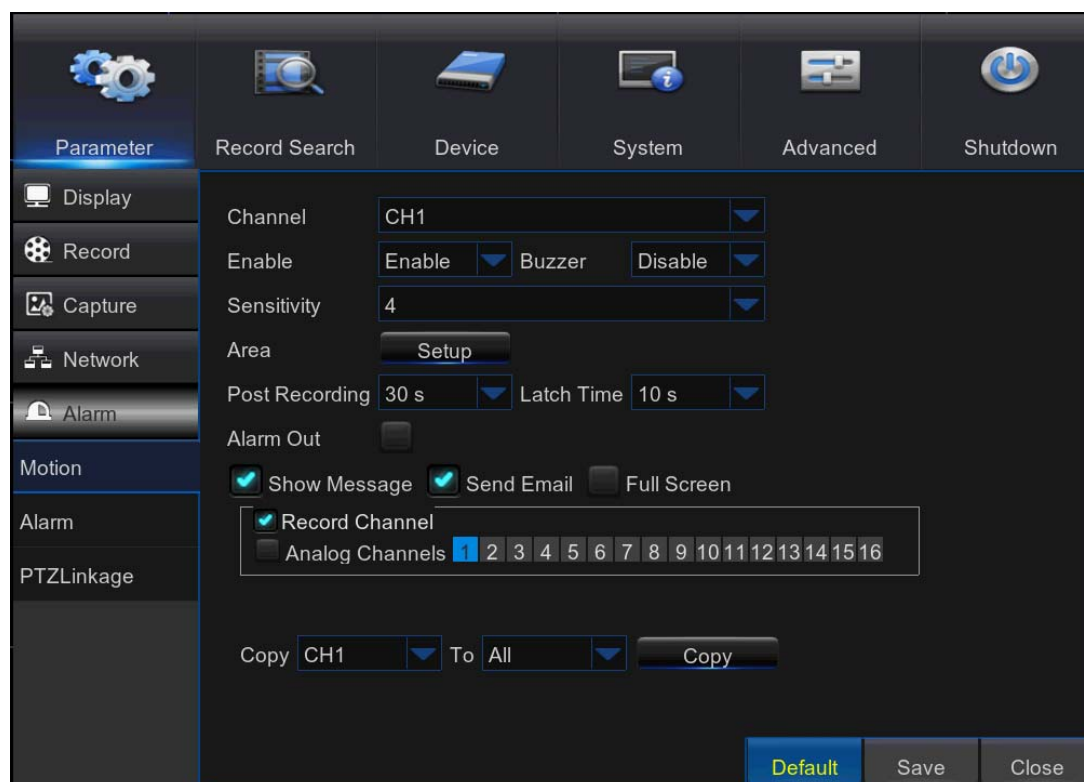 Parameter Record Search Device System Advanced Shutdown
Display
Record
Capture
Network
Alarm
Motion
Alarm
PTZLinkage
Channel CH1
Enable Enable Buzzer Disable
Sensitivity 4
Area Setup
Post Recording 30 s Latch Time 10 s
Alarm Out
Show Message Send Email Full Screen
Record Channel
Analog Channels 1 2 3 4 5 6 7 8 9 10 11 12 13 14 15 16
Copy CH1 To All Copy
Default Save Close